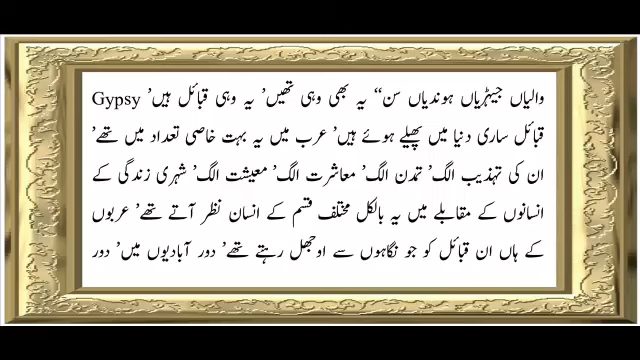 والیاں جیہڑیاں ہوندیاں سن‘‘ یہ بھی وہی تھیں’ یہ وہی قبائل ہیں’ Gypsy
قبائل ساری دنیا میں پھیلے ہوئے ہیں’ عرب میں یہ بہت خاصی تعداد میں تھے’
ان کی تہذیب الگ’ تمدن الگ’ معاشرت الگ’ معیشت الگ’ شہری زندگی کے
انسانوں کے مقابلے میں یہ بالکل مختلف قسم کے انسان نظر آتے تھے’ عربوں
کے ہاں ان قبائل کو جو نگاہوں سے اوجھل رہتے تھے’ دور آبادیوں میں’ دور